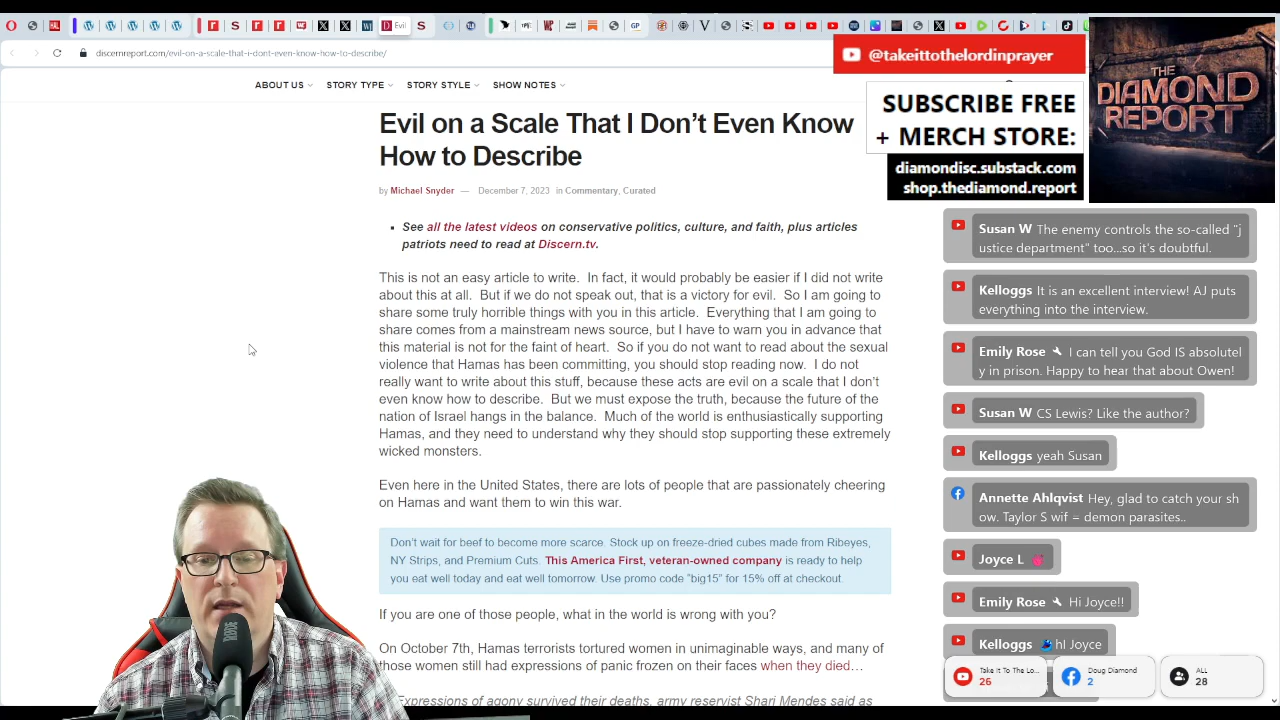 Evil
discernreport.com/evil-on-a-scale-that-i-dont-even-know-how-to-describe/
@takeittothelordinprayer
THE
DIAMOND
REPORT
SUBSCRIBE FREE
+ MERCH STORE:
diamondisc.substack.com
shop.thediamond.report
ABOUT US
STORY TYPE
STORY STYLE
SHOW NOTES
Evil on a Scale That I Don’t Even Know
How to Describe
by Michael Snyder — December 7, 2023 in Commentary, Curated
See all the latest videos on conservative politics, culture, and faith, plus articles
patriots need to read at Discern.tv.
This is not an easy article to write. In fact, it would probably be easier if I did not write
about this at all. But if we do not speak out, that is a victory for evil. So I am going to
share some truly horrible things with you in this article. Everything that I am going to
share comes from a mainstream news source, but I have to warn you in advance that
this material is not for the faint of heart. So if you do not want to read about the sexual
violence that Hamas has been committing, you should stop reading now. I do not
really want to write about this stuff, because these acts are evil on a scale that I don’t
even know how to describe. But we must expose the truth, because the future of the
nation of Israel hangs in the balance. Much of the world is enthusiastically supporting
Hamas, and they need to understand why they should stop supporting these extremely
wicked monsters.
Even here in the United States, there are lots of people that are passionately cheering
on Hamas and want them to win this war.
Don’t wait for beef to become more scarce. Stock up on freeze-dried cubes made from Ribeyes,
NY Strips, and Premium Cuts. This America First, veteran-owned company is ready to help
you eat well today and eat well tomorrow. Use promo code “big15” for 15% off at checkout.
If you are one of those people, what in the world is wrong with you?
On October 7th, Hamas terrorists tortured women in unimaginable ways, and many of
those women still had expressions of panic frozen on their faces when they died…
Expressions of agony survived their deaths, army reservist Shari Mendes said as
RØDE
Susan W The enemy controls the so-called "j
ustice department" too...so it's doubtful.
Kelloggs It is an excellent interview! AJ puts
everything into the interview.
Emily Rose I can tell you God IS absolutel
y in prison. Happy to hear that about Owen!
Susan W CS Lewis? Like the author?
Kelloggs yeah Susan
Annette Ahlqvist Hey, glad to catch your sh
ow. Taylor S wif = demon parasites..
Joyce L
Emily Rose Hi Joyce!!
Kelloggs hI Joyce
Take It To The Lo...
26
Doug Diamond
2
ALL
28